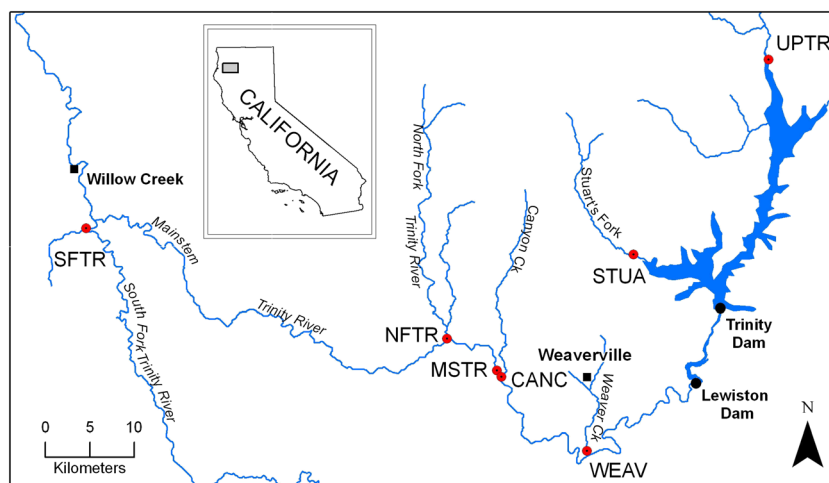 UPTR
CALIFORNIA
North Fork
Trinity River
Willow Creek
Stuart's Fork
Canyon Ck
Mainstem
SFTR
STUA
South Fork Trinity River
Trinity River
Trinity
Dam
NFTR
Weaverville
MSTR
CANC
Weaver Ck
Lewiston
Dam
N
0 5 10
Kilometers
WEAV